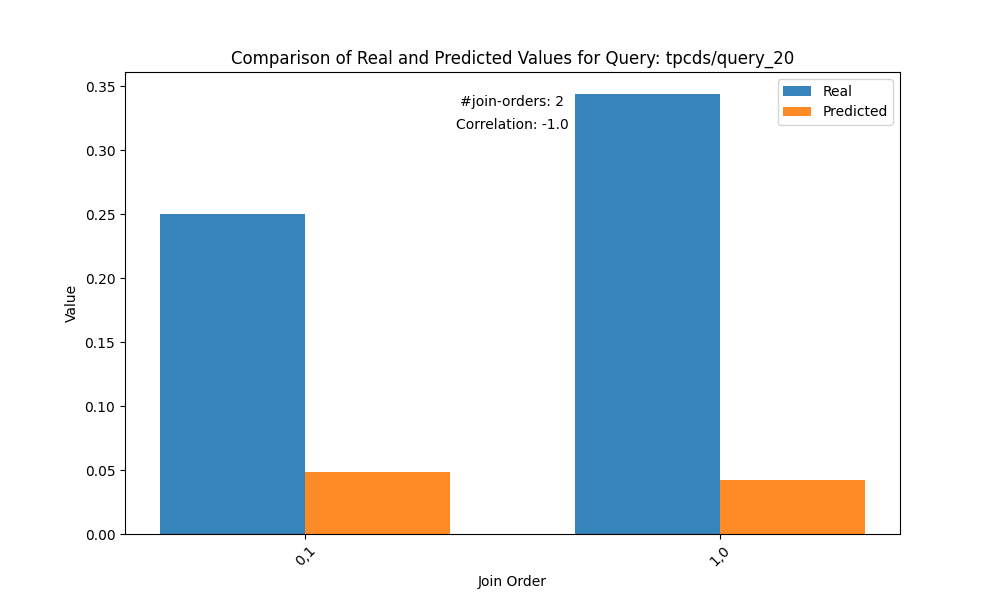 Comparison of Real and Predicted Values for Query: tpcds/query_20
#join-orders: 2
Correlation: -1.0
Real
Predicted
Value
0.35
0.30
0.25
0.20
0.15
0.10
0.05
0.00
0,1
1,0
Join Order